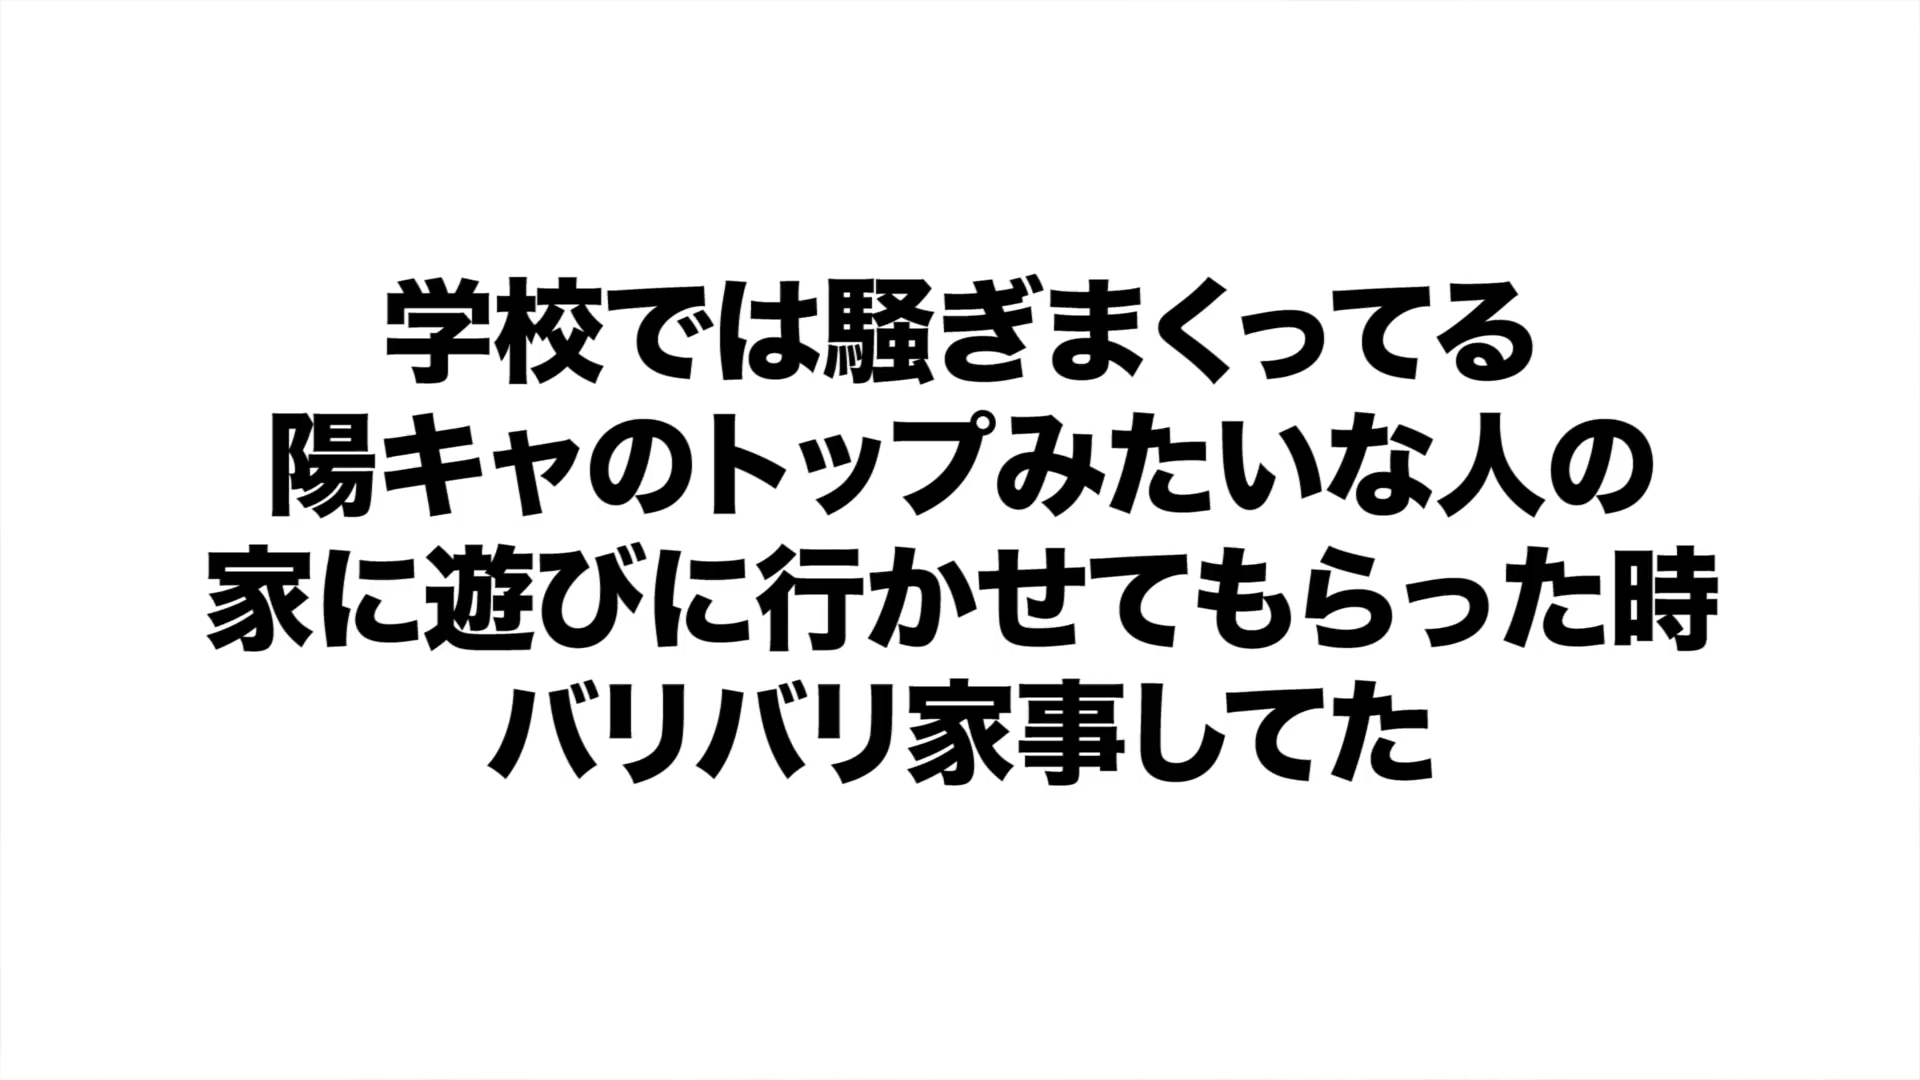 学校では騒ぎまくってる
陽キャのトップみたいな人の
家に遊びに行かせてもらった時
バリバリ家事してた